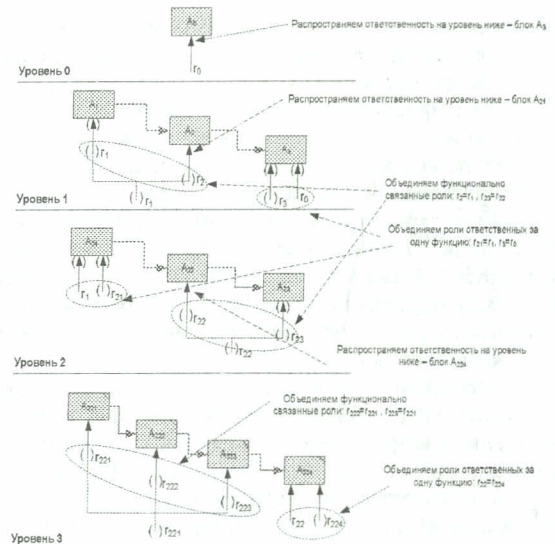 A₀
Распространяем ответственность на уровень ниже – блок A₃
r₀
Уровень 0
A₁
Распространяем ответственность на уровень ниже – блок A₂₁
A₂
A₃
( )
( )
( )
( )r₁
( )r₂
( )r₁
( )r₃
r₀
Объединяем функционально
связанные роли: r₂=r₁ , r₂₃=r₂₂
Уровень 1
Объединяем роли ответственных за
одну функцию: r₂₁=r₁, r₃=r₀
A₂₂
r₁
( )r₂₁
( )r₂₂
( )r₂₃
( )r₂₂
Распространяем ответственность на уровень
ниже – блок A₂₂₄
Уровень 2
Объединяем функционально
связанные роли: r₂₂₂=r₂₂₁ , r₂₂₃=r₂₂₁
A₂₂₁
A₂₂₂
A₂₂₃
A₂₂₄
( )r₂₂₁
( )r₂₂₂
( )r₂₂₃
( )r₂₂₁
r₂₂
( )r₂₂₄
Объединяем роли ответственных за
одну функцию: r₂₂=r₂₂₄
Уровень 3